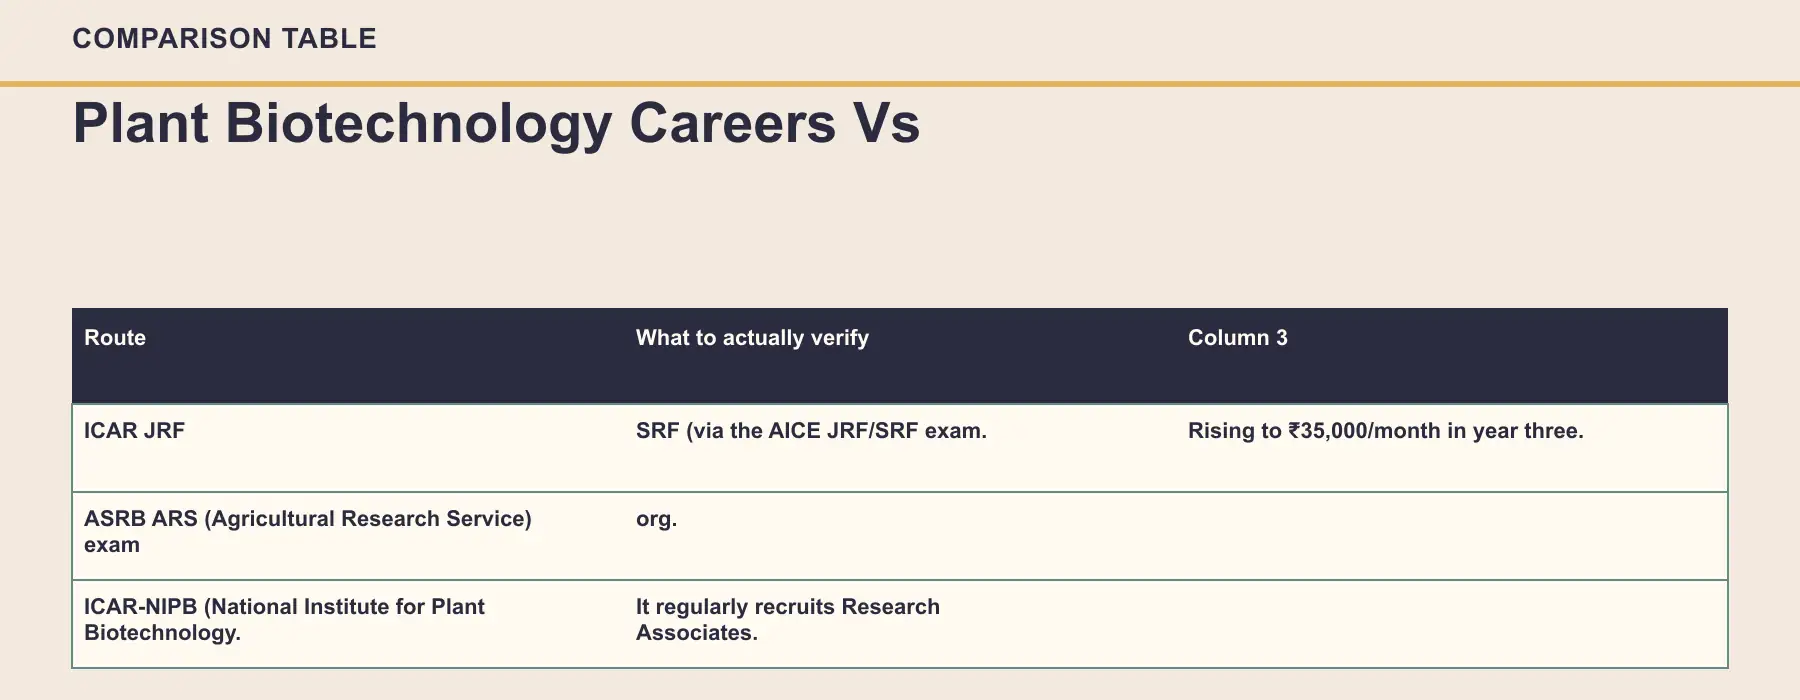 COMPARISON TABLE
Plant Biotechnology Careers Vs
Route What to actually verify Column 3
ICAR JRF SRF (via the AICE JRF/SRF exam. Rising to ₹35,000/month in year three.
ASRB ARS (Agricultural Research Service) org.
exam
ICAR-NIPB (National Institute for Plant It regularly recruits Research
Biotechnology. Associates.